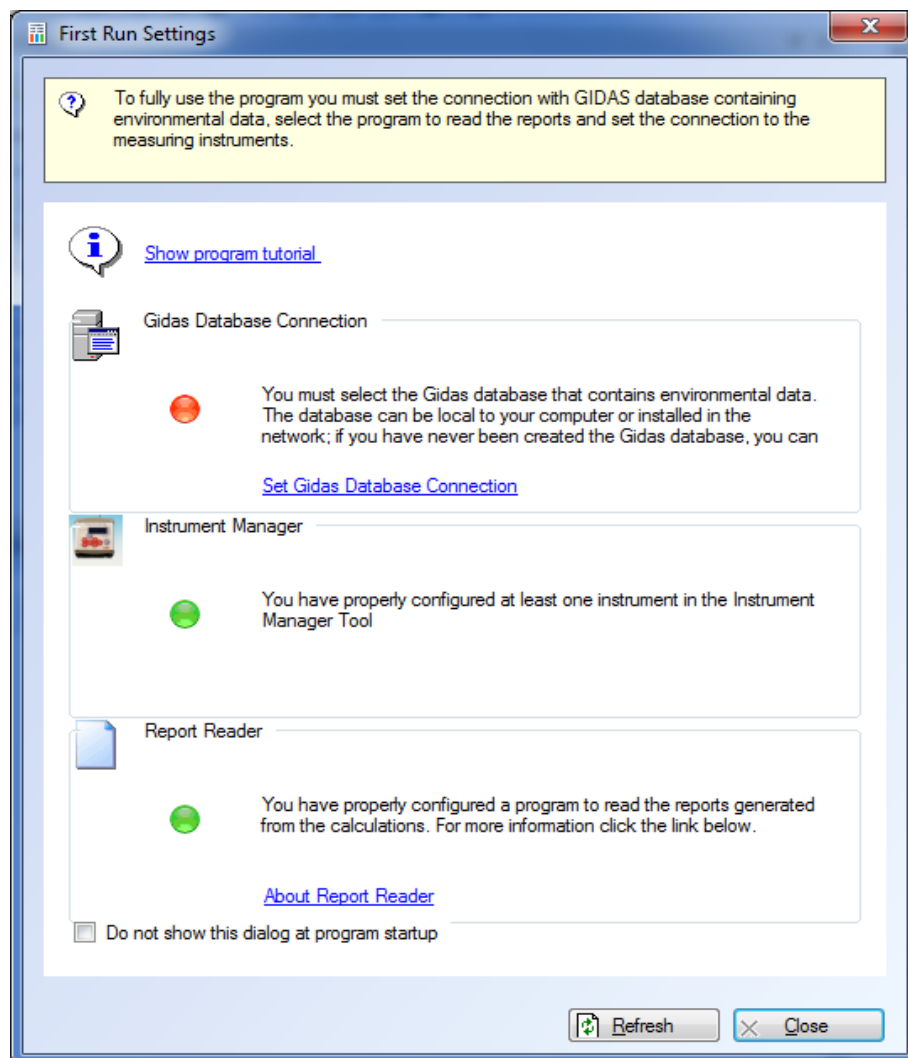 First Run Settings
To fully use the program you must set the connection with GIDAS database containing
environmental data, select the program to read the reports and set the connection to the
measuring instruments.
Show program tutorial
Gidas Database Connection
You must select the Gidas database that contains environmental data.
The database can be local to your computer or installed in the
network; if you have never been created the Gidas database, you can
Set Gidas Database Connection
Instrument Manager
You have properly configured at least one instrument in the Instrument
Manager Tool
Report Reader
You have properly configured a program to read the reports generated
from the calculations. For more information click the link below.
About Report Reader
Do not show this dialog at program startup
Refresh
Close